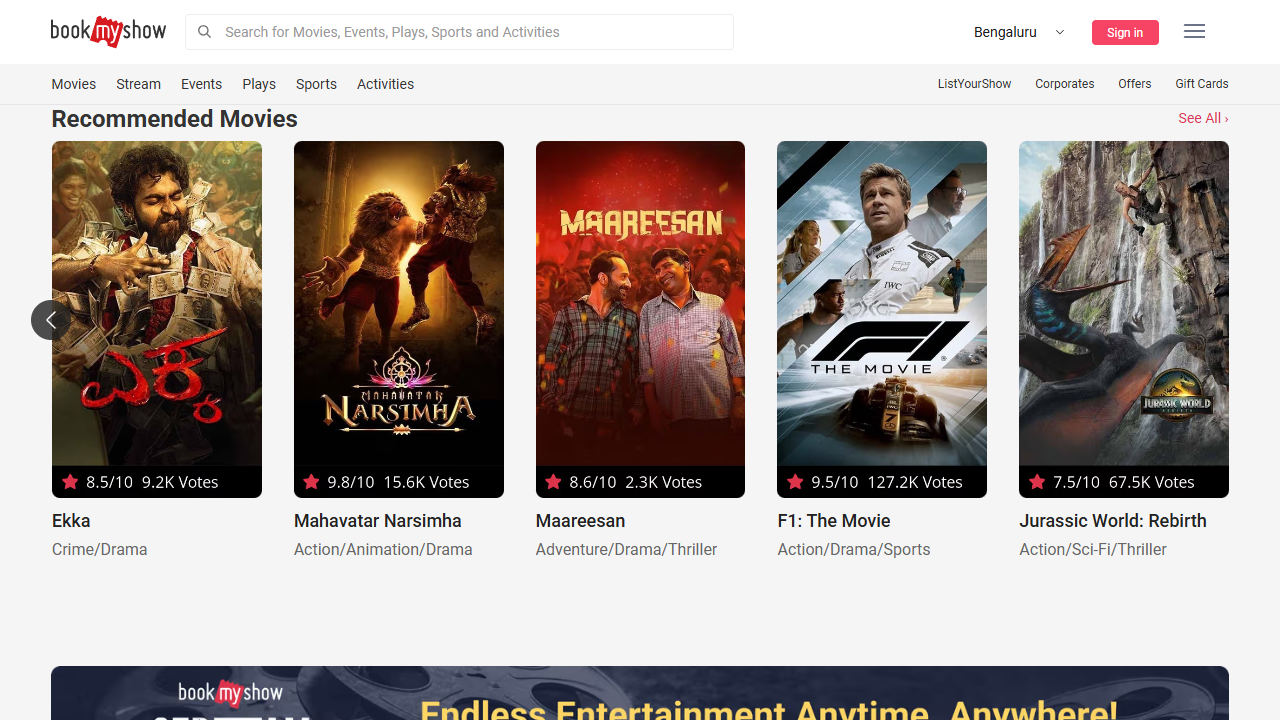 book my show
Search for Movies, Events, Plays, Sports and Activities
Bengaluru
Sign in
Movies Stream Events Plays Sports Activities
ListYourShow Corporates Offers Gift Cards
Recommended Movies
See All ›
ಎಕ್ಕ
MAHAVATAR
NARSIMHA
MAAREESAN
IWC
F1
THE MOVIE
JURASSIC WORLD
REBIRTH
8.5/10 9.2K Votes
9.8/10 15.6K Votes
8.6/10 2.3K Votes
9.5/10 127.2K Votes
7.5/10 67.5K Votes
Ekka
Mahavatar Narsimha
Maareesan
F1: The Movie
Jurassic World: Rebirth
Crime/Drama
Action/Animation/Drama
Adventure/Drama/Thriller
Action/Drama/Sports
Action/Sci-Fi/Thriller
book my show
Endless Entertainment Anytime, Anywhere!